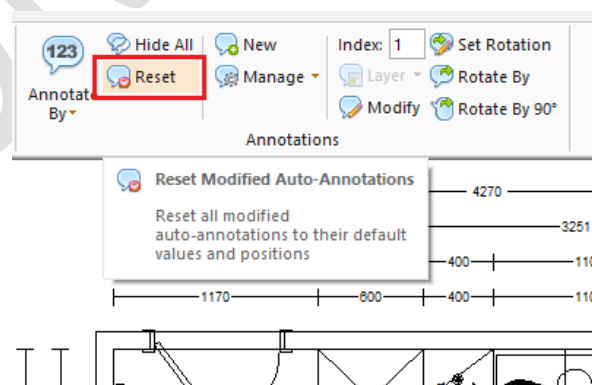 123
Annotate
By
Hide All
Reset
New
Manage
Index: 1
Layer
Modify
Set Rotation
Rotate By
Rotate By 90°
Annotations
Reset Modified Auto-Annotations
Reset all modified
auto-annotations to their default
values and positions
4270
3251
400
1170
600
400